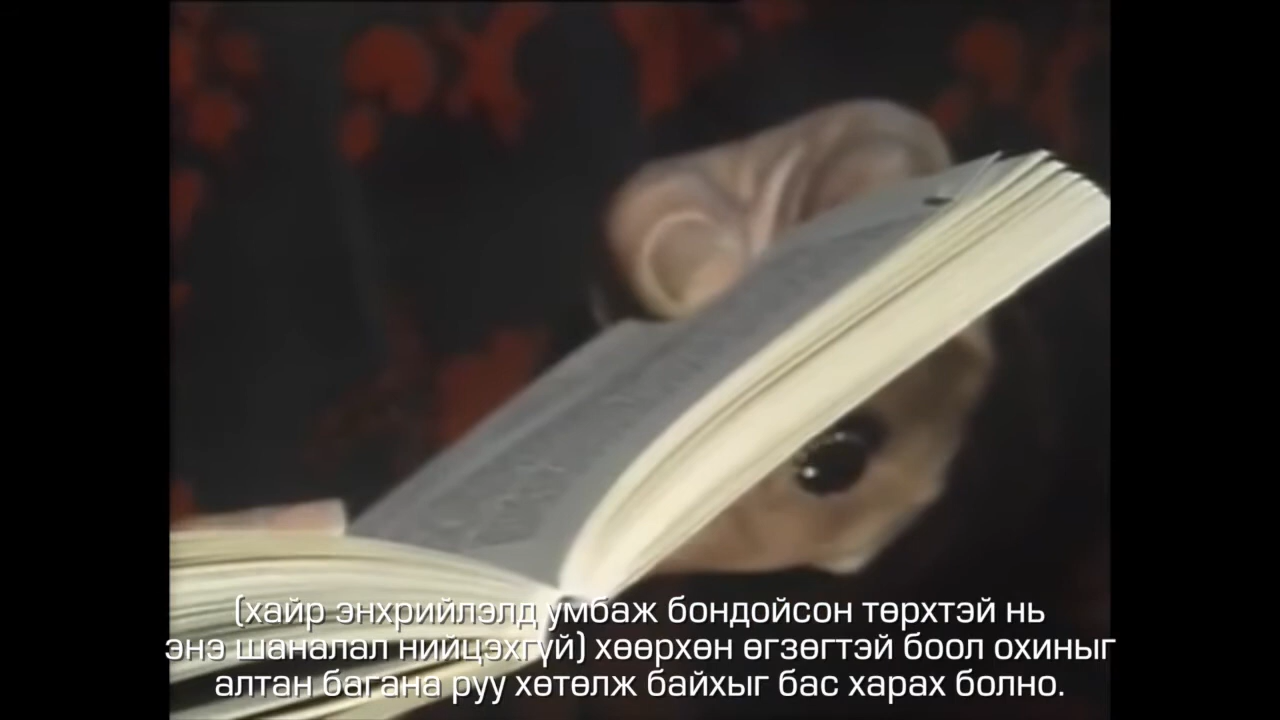 (хайр энхрийлэлд умбаж бондойсон төрхтэй нь
энэ шаналал нийцэхгүй) хөөрхөн өгзөгтэй боол охиныг
алтан багана руу хөтөлж байхыг бас харах болно.